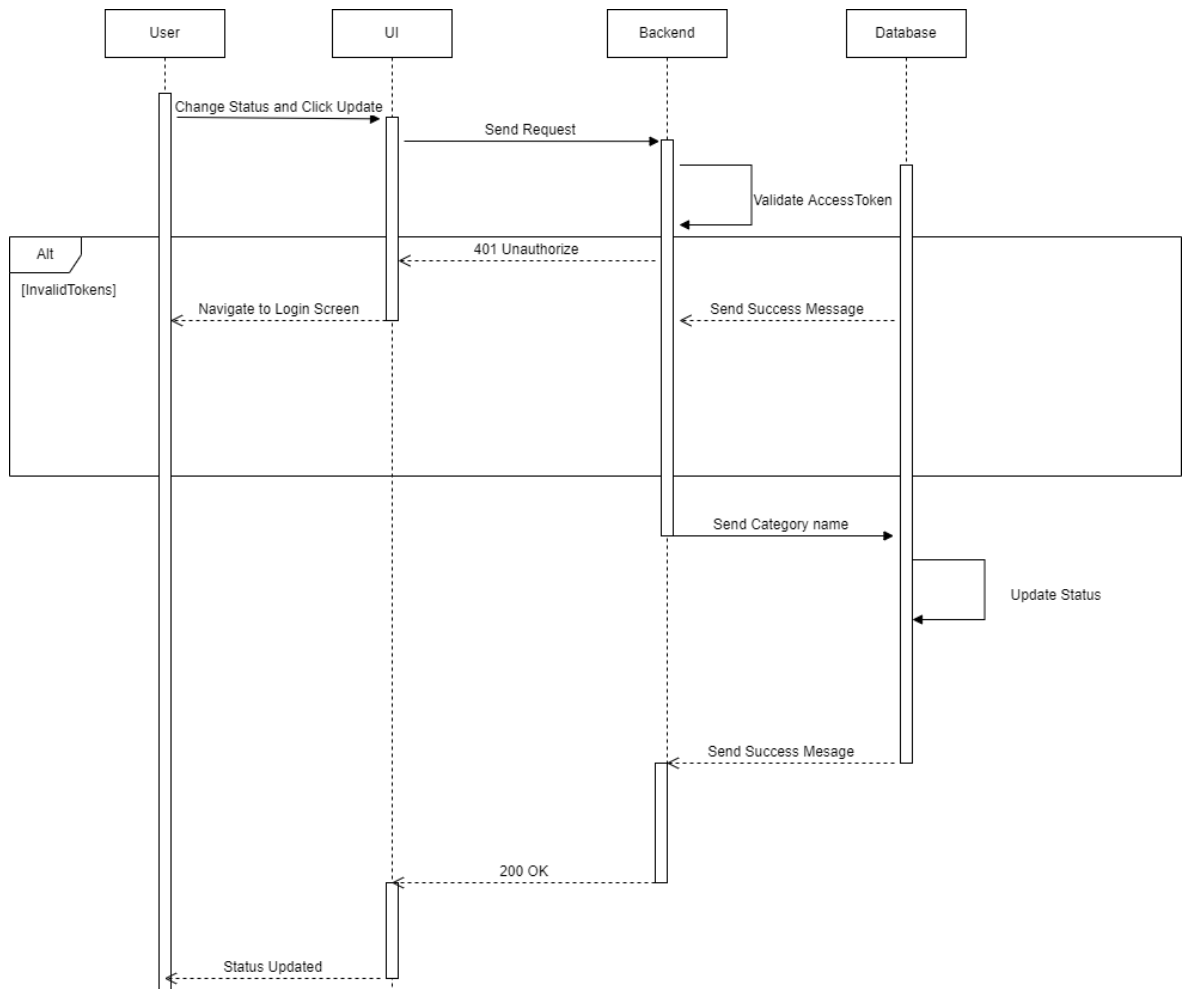 User
UI
Backend
Database
Change Status and Click Update
Send Request
Validate AccessToken
Alt
401 Unauthorize
[InvalidTokens]
Navigate to Login Screen
Send Success Message
Send Category name
Update Status
Send Success Mesage
200 OK
Status Updated